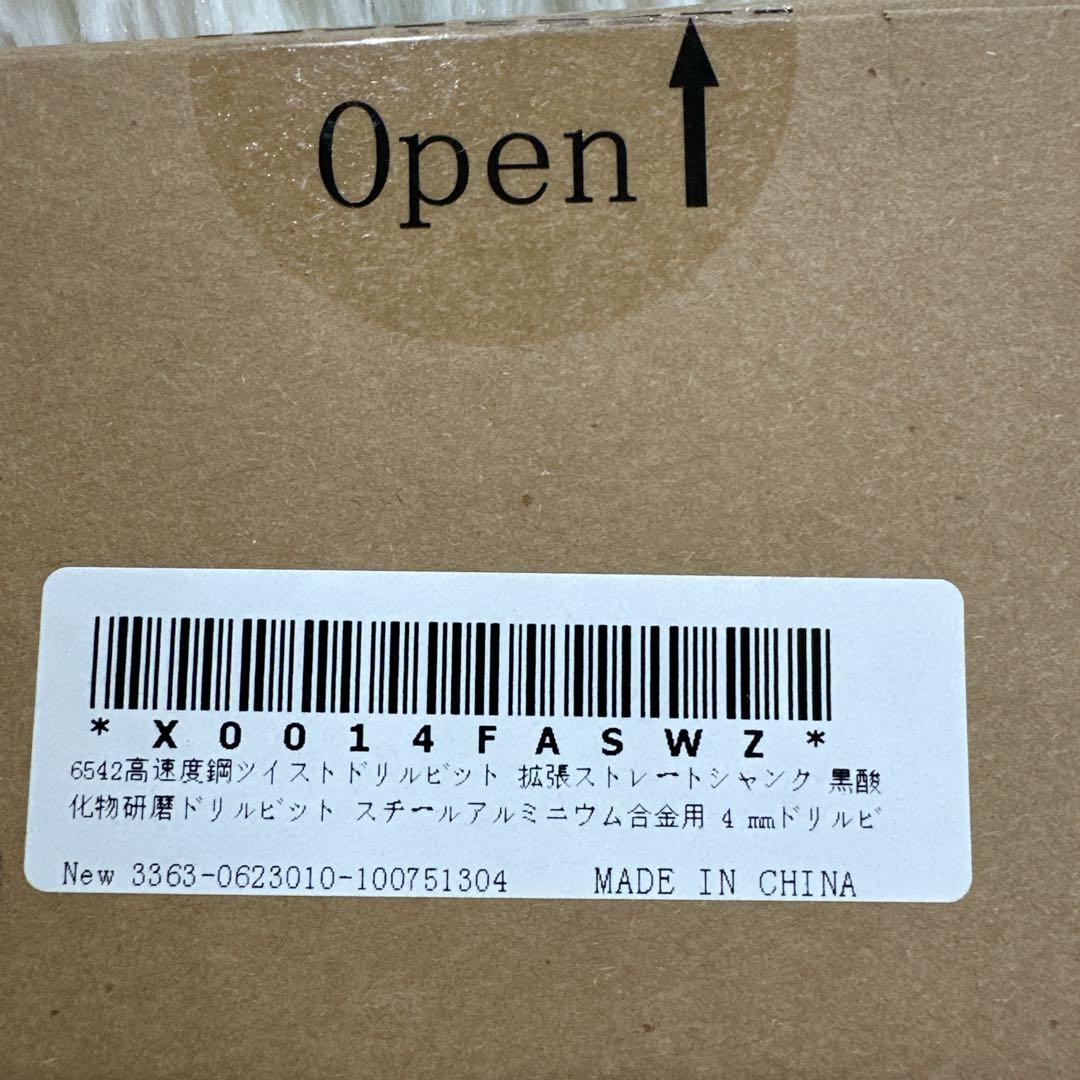 Open
*X0014FASWZ*
6542高速度鋼ツイストドリルビット 拡張ストレートシャンク 黒酸
化物研磨ドリルビット スチールアルミニウム合金用 4 mmドリルビ
New 3363-0623010-100751304 MADE IN CHINA